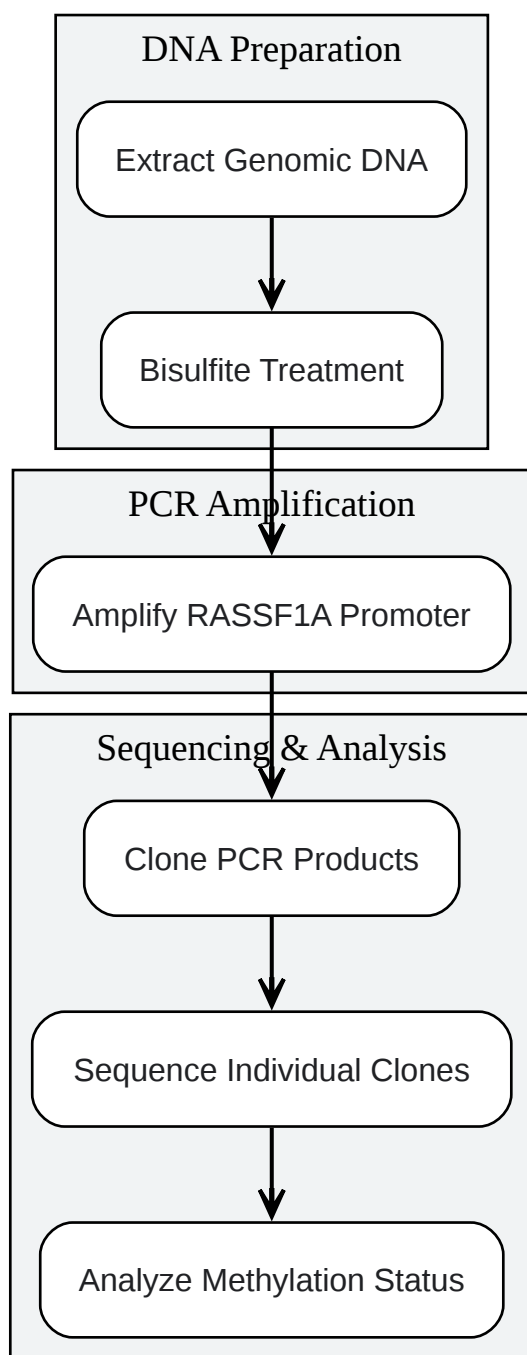 DNA Preparation
Extract Genomic DNA
Bisulfite Treatment
PCR Amplification
Amplify RASSF1A Promoter
Sequencing & Analysis
Clone PCR Products
Sequence Individual Clones
Analyze Methylation Status